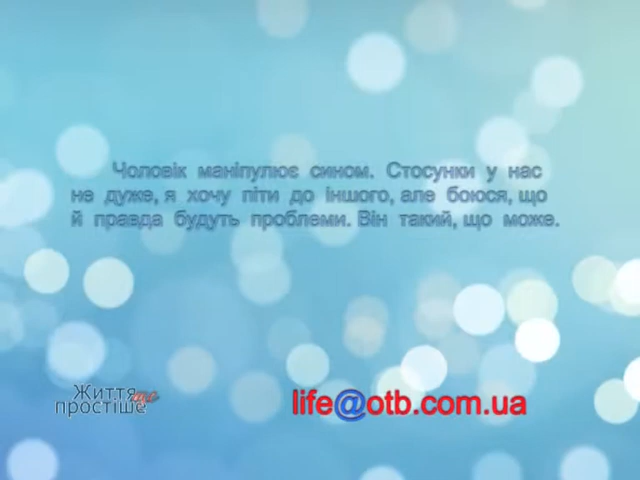 Чоловік маніпулює сином. Стосунки у нас
не дуже, я хочу піти до іншого, але боюся, що
й правда будуть проблеми. Він такий, що може.
Життя
простіше
life@otb.com.ua